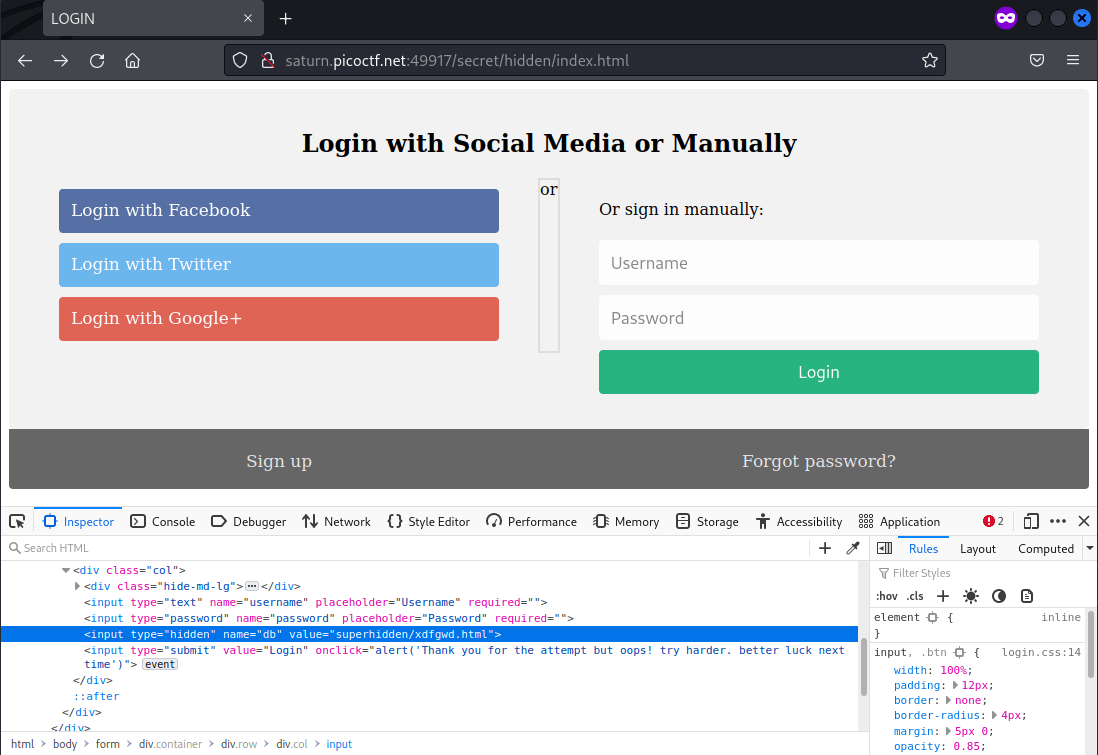 LOGIN
saturn.picoctf.net:49917/secret/hidden/index.html
Login with Social Media or Manually
Login with Facebook
Login with Twitter
Login with Google+
or
Or sign in manually:
Username
Password
Login
Sign up
Forgot password?
Inspector Console Debugger Network {} Style Editor Performance Memory Storage Accessibility Application 2
Search HTML
<div class="col">
<div class="hide-md-lg"></div>
<input type="text" name="username" placeholder="Username" required="">
<input type="password" name="password" placeholder="Password" required="">
<input type="hidden" name="db" value="superhidden/xdfgwd.html">
<input type="submit" value="Login" onclick="alert('Thank you for the attempt but oops! try harder. better luck next
time')"> event
</div>
::after
</div>
</div>
html > body > form > div.container > div.row > div.col > input
Rules Layout Computed
Filter Styles
:hov .cls +
element { inline
}
input, .btn { login.css:14
width: 100%;
padding: 12px;
border: none;
border-radius: 4px;
margin: 5px 0;
opacity: 0.85;